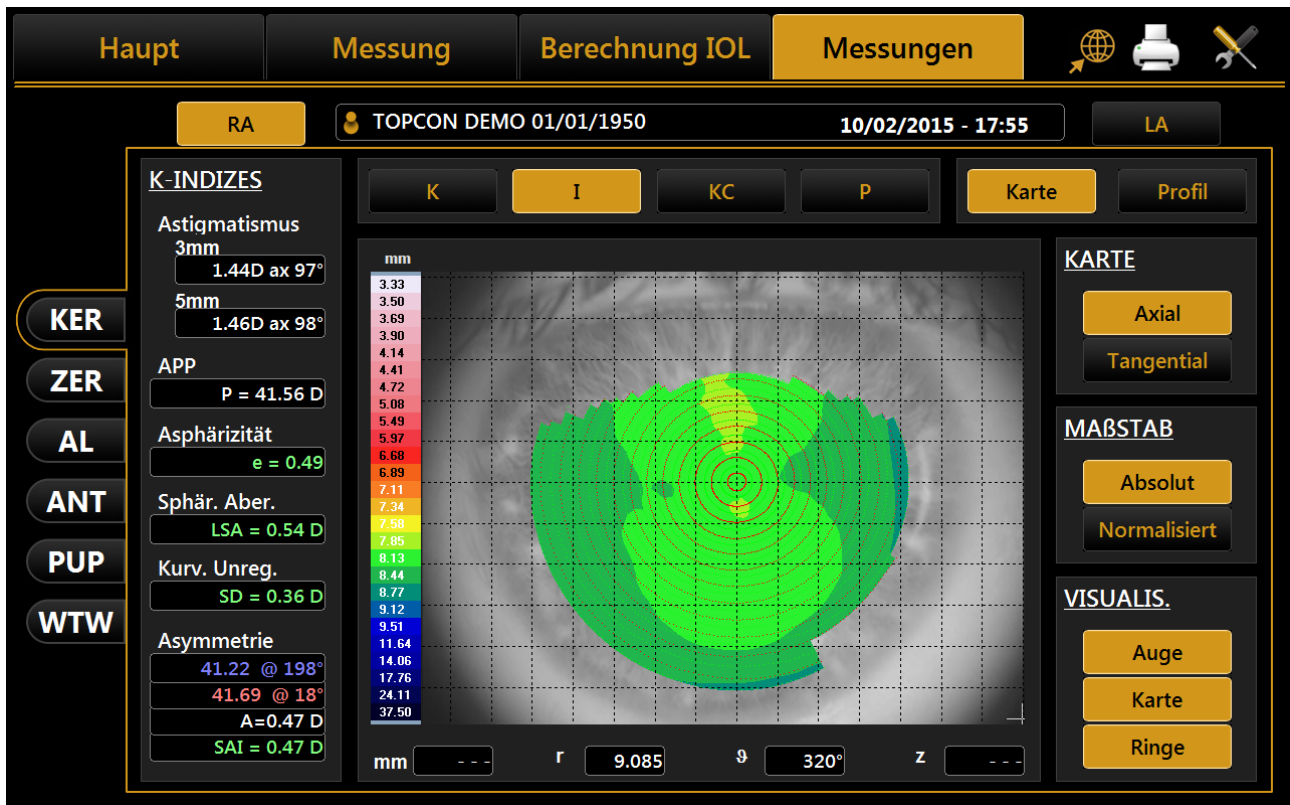 Haupt
Messung
Berechnung IOL
Messungen
RA
TOPCON DEMO 01/01/1950
10/02/2015 - 17:55
LA
KER
ZER
AL
ANT
PUP
WTW
K-INDIZES
Astigmatismus
3mm
1.44D ax 97°
5mm
1.46D ax 98°
APP
P = 41.56 D
Asphärizität
e = 0.49
Sphär. Aber.
LSA = 0.54 D
Kurv. Unreg.
SD = 0.36 D
Asymmetrie
41.22 @ 198°
41.69 @ 18°
A=0.47 D
SAI = 0.47 D
K
I
KC
P
Karte
Profil
mm
3.33
3.50
3.69
3.90
4.14
4.41
4.72
5.08
5.49
5.97
6.68
6.89
7.11
7.34
7.58
7.85
8.13
8.44
8.77
9.12
9.51
11.64
14.06
17.76
24.11
37.50
mm - - -
r 9.085
ϑ 320°
z - - -
KARTE
Axial
Tangential
MAßSTAB
Absolut
Normalisiert
VISUALIS.
Auge
Karte
Ringe